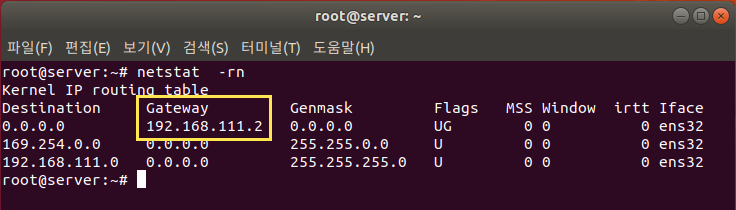 root@server: ~
파일(F) 편집(E) 보기(V) 검색(S) 터미널(T) 도움말(H)
root@server:~# netstat  -rn
Kernel IP routing table
Destination     Gateway         Genmask         Flags   MSS Window  irtt Iface
0.0.0.0         192.168.111.2   0.0.0.0         UG        0 0          0 ens32
169.254.0.0     0.0.0.0         255.255.0.0     U         0 0          0 ens32
192.168.111.0   0.0.0.0         255.255.255.0   U         0 0          0 ens32
root@server:~#